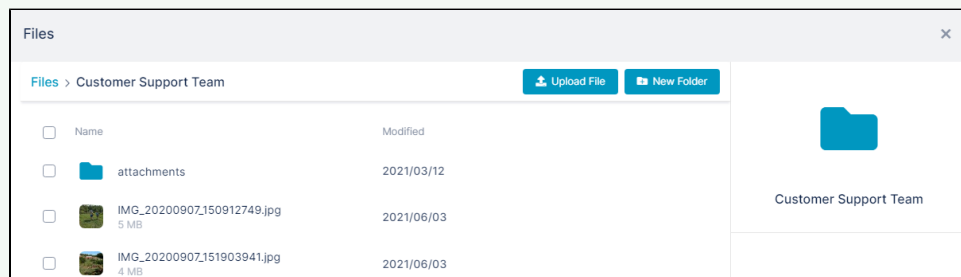 Files ×
Files > Customer Support Team
Upload File
New Folder
Name Modified
attachments 2021/03/12
IMG_20200907_150912749.jpg 2021/06/03
5 MB
IMG_20200907_151903941.jpg 2021/06/03
4 MB
Customer Support Team